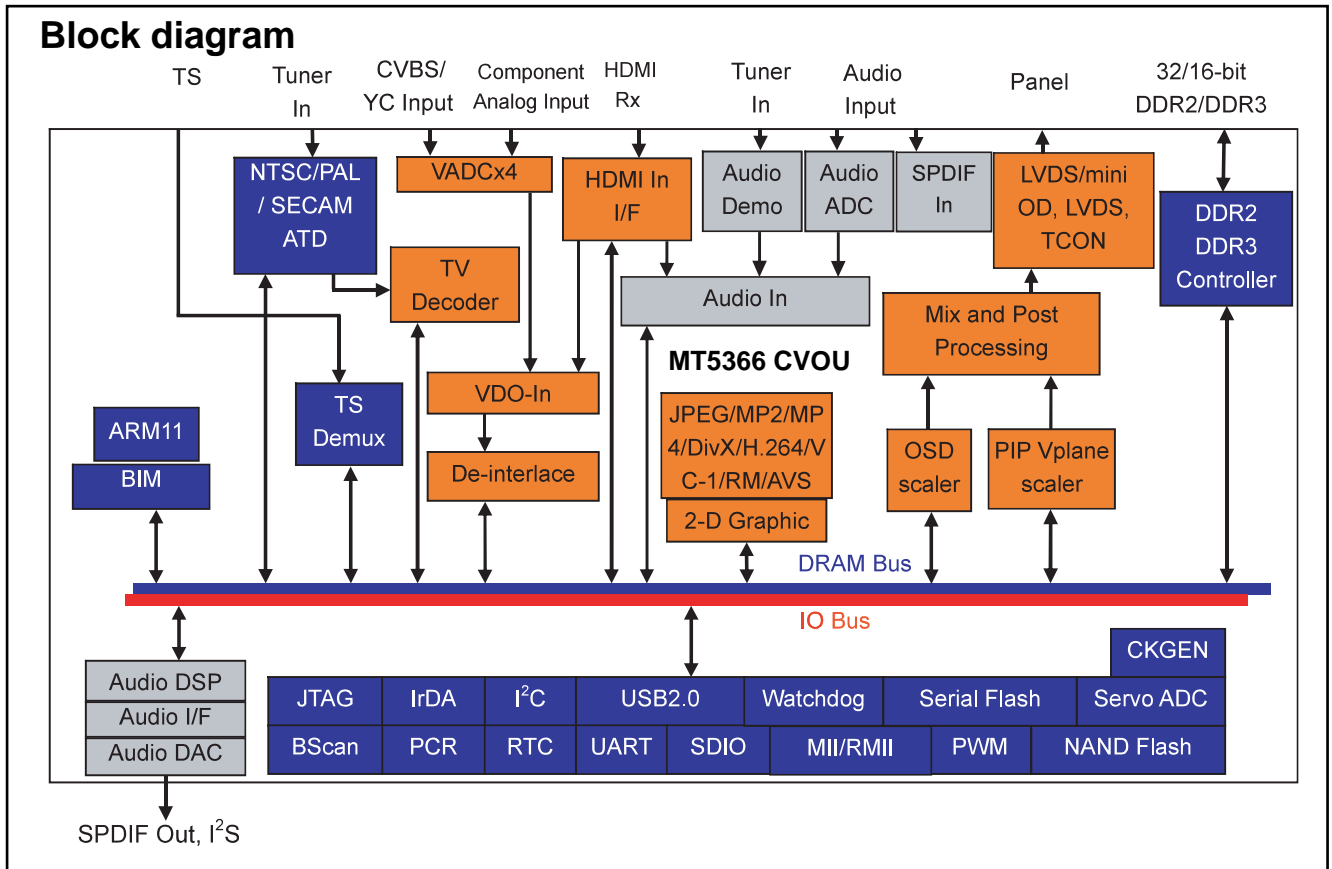 Block diagram
TS
Tuner
In
CVBS/
YC Input
Component
Analog Input
HDMI
Rx
Tuner
In
Audio
Input
Panel
32/16-bit
DDR2/DDR3
NTSC/PAL
/ SECAM
ATD
VADCx4
HDMI In
I/F
Audio
Demo
Audio
ADC
SPDIF
In
LVDS/mini
OD, LVDS,
TCON
DDR2
DDR3
Controller
TV
Decoder
Audio In
Mix and Post
Processing
MT5366 CVOU
TS
Demux
VDO-In
De-interlace
JPEG/MP2/MP
4/DivX/H.264/V
C-1/RM/AVS
2-D Graphic
OSD
scaler
PIP Vplane
scaler
ARM11
BIM
DRAM Bus
IO Bus
Audio DSP
Audio I/F
Audio DAC
CKGEN
JTAG
IrDA
I²C
USB2.0
Watchdog
Serial Flash
Servo ADC
BScan
PCR
RTC
UART
SDIO
MII/RMII
PWM
NAND Flash
SPDIF Out, I²S